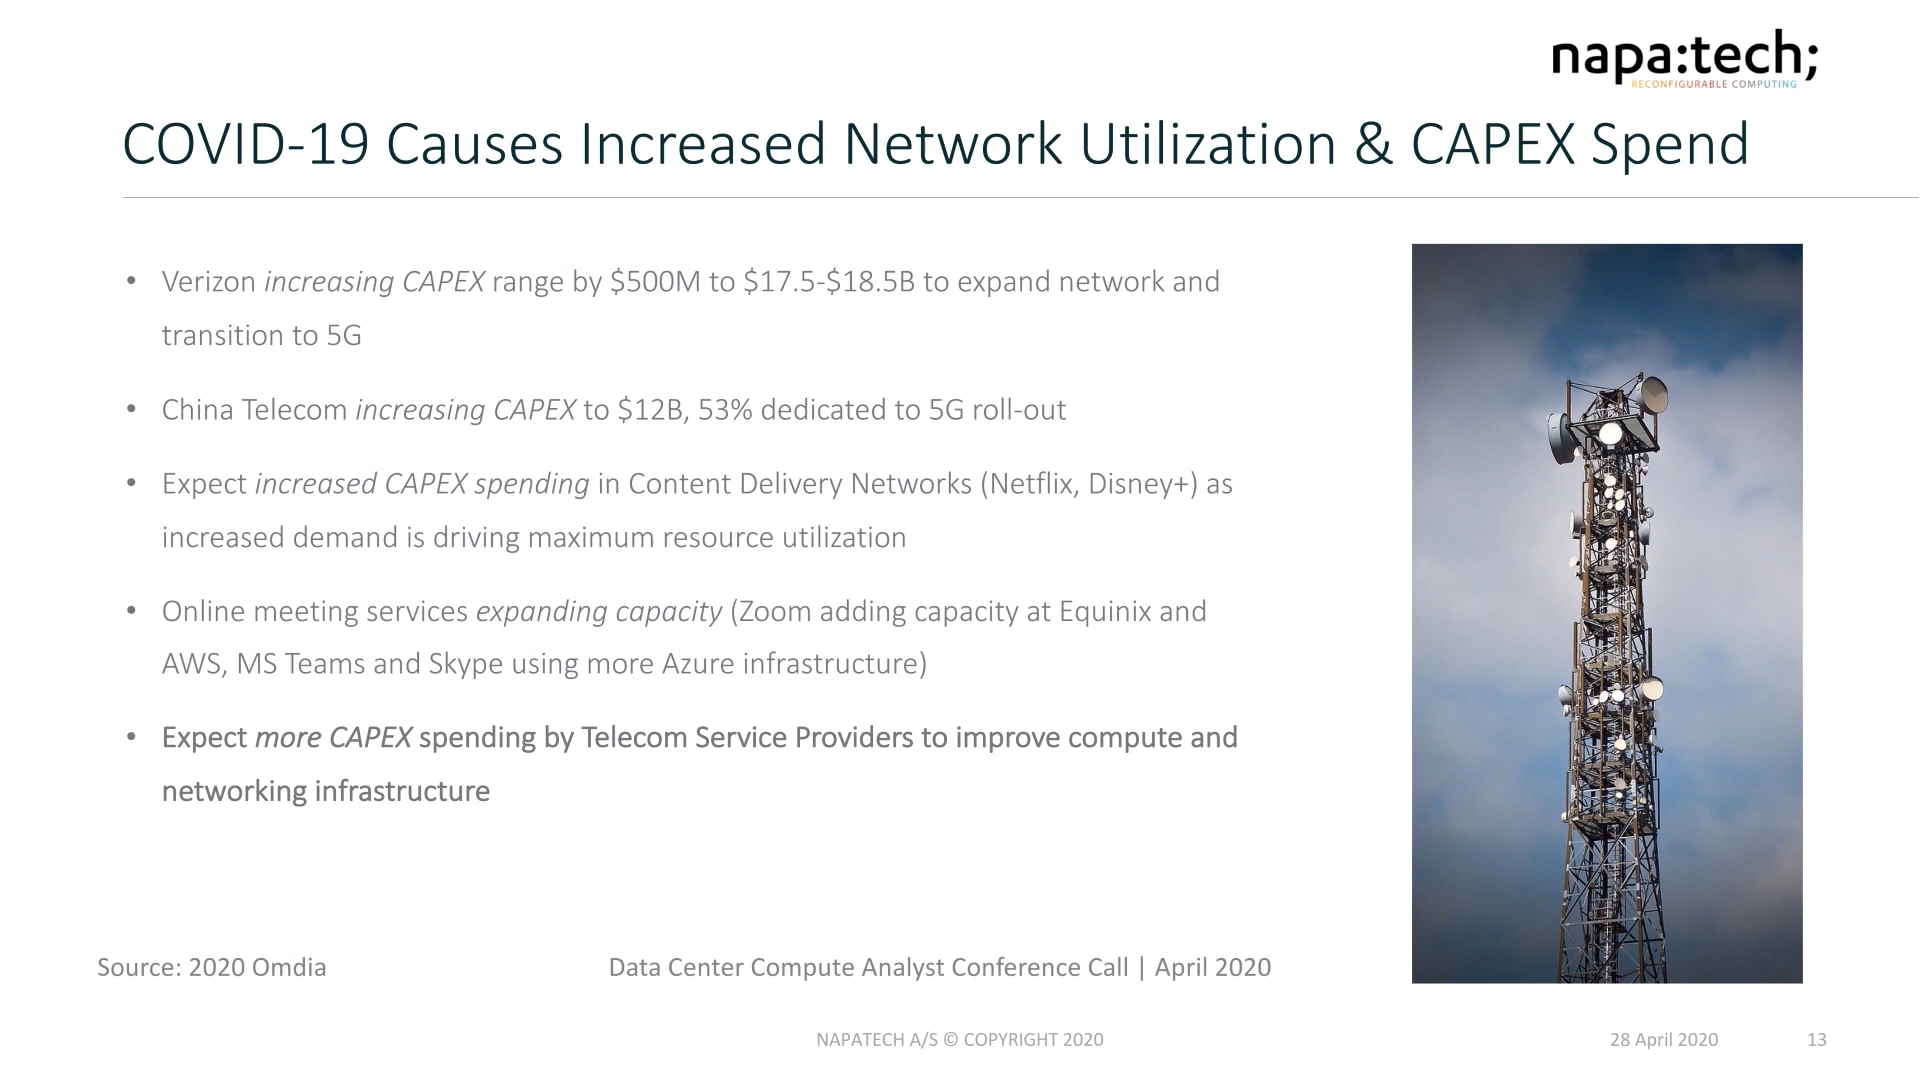 napa:tech;
RECONFIGURABLE COMPUTING
COVID-19 Causes Increased Network Utilization & CAPEX Spend
• Verizon increasing CAPEX range by $500M to $17.5-$18.5B to expand network and
transition to 5G
• China Telecom increasing CAPEX to $12B, 53% dedicated to 5G roll-out
• Expect increased CAPEX spending in Content Delivery Networks (Netflix, Disney+) as
increased demand is driving maximum resource utilization
• Online meeting services expanding capacity (Zoom adding capacity at Equinix and
AWS, MS Teams and Skype using more Azure infrastructure)
• Expect more CAPEX spending by Telecom Service Providers to improve compute and
networking infrastructure
Source: 2020 Omdia
Data Center Compute Analyst Conference Call | April 2020
NAPATECH A/S © COPYRIGHT 2020
28 April 2020
13